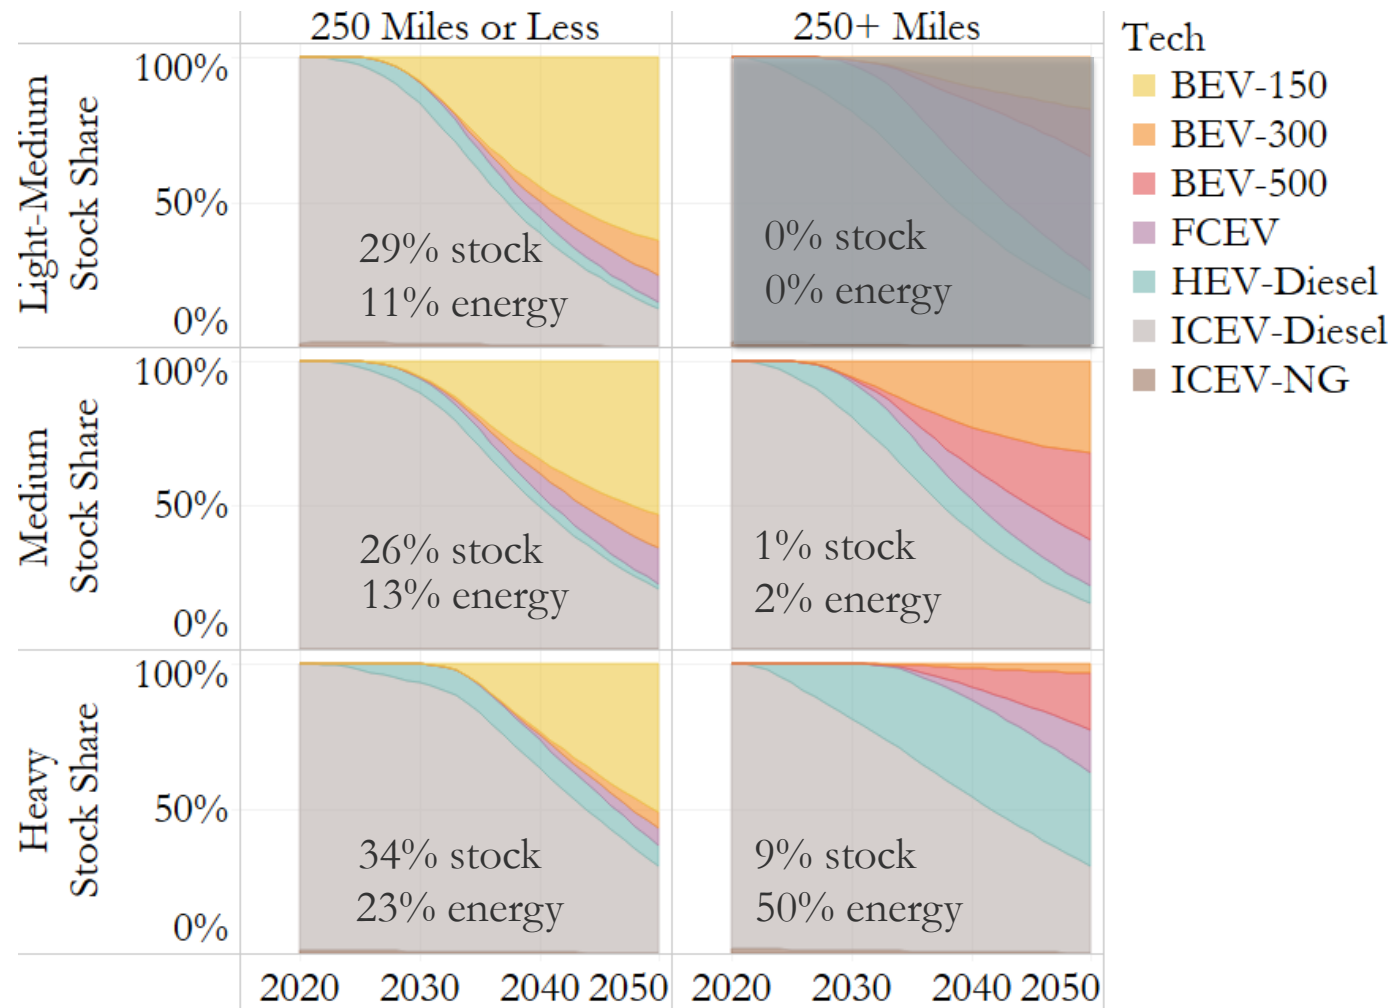 250 Miles or Less
250+ Miles
Tech
BEV-150
BEV-300
BEV-500
FCEV
HEV-Diesel
ICEV-Diesel
ICEV-NG
Light-Medium
Stock Share
100%
50%
0%
29% stock
11% energy
0% stock
0% energy
Medium
Stock Share
100%
50%
0%
26% stock
13% energy
1% stock
2% energy
Heavy
Stock Share
100%
50%
0%
34% stock
23% energy
9% stock
50% energy
2020 2030 2040 2050 2020 2030 2040 2050